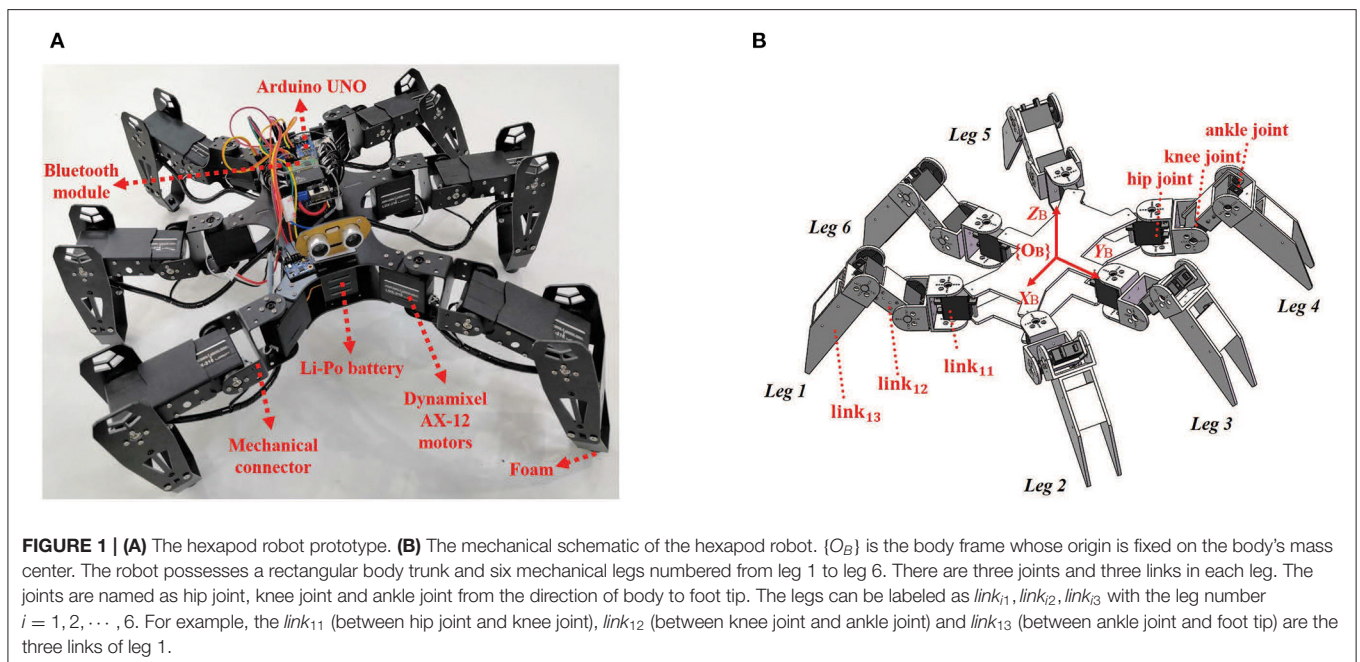 A
Arduino UNO
Bluetooth
module
Li-Po battery
Dynamixel
AX-12
motors
Mechanical
connector
Foam
B
Leg 5
ankle joint
knee joint
hip joint
Z_B
Leg 6
{O_B}
Y_B
X_B
Leg 4
link₁₁
link₁₂
Leg 1
link₁₃
Leg 3
Leg 2
FIGURE 1 | (A) The hexapod robot prototype. (B) The mechanical schematic of the hexapod robot. {O_B} is the body frame whose origin is fixed on the body's mass
center. The robot possesses a rectangular body trunk and six mechanical legs numbered from leg 1 to leg 6. There are three joints and three links in each leg. The
joints are named as hip joint, knee joint and ankle joint from the direction of body to foot tip. The legs can be labeled as link_i1, link_i2, link_i3 with the leg number
i = 1, 2, ⋯ , 6. For example, the link₁₁ (between hip joint and knee joint), link₁₂ (between knee joint and ankle joint) and link₁₃ (between ankle joint and foot tip) are the
three links of leg 1.